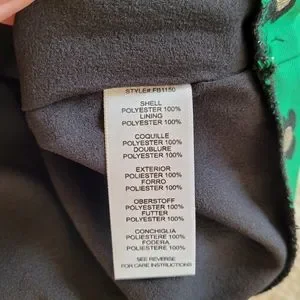 STYLE# FB1150
SHELL
POLYESTER 100%
LINING
POLYESTER 100%
COQUILLE
POLYESTER 100%
DOUBLURE
POLYESTER 100%
EXTERIOR
POLIESTER 100%
FORRO
POLIESTER 100%
OBERSTOFF
POLYESTER 100%
FUTTER
POLYESTER 100%
CONCHIGLIA
POLIESTERE 100%
FODERA
POLIESTERE 100%
SEE REVERSE
FOR CARE INSTRUCTIONS